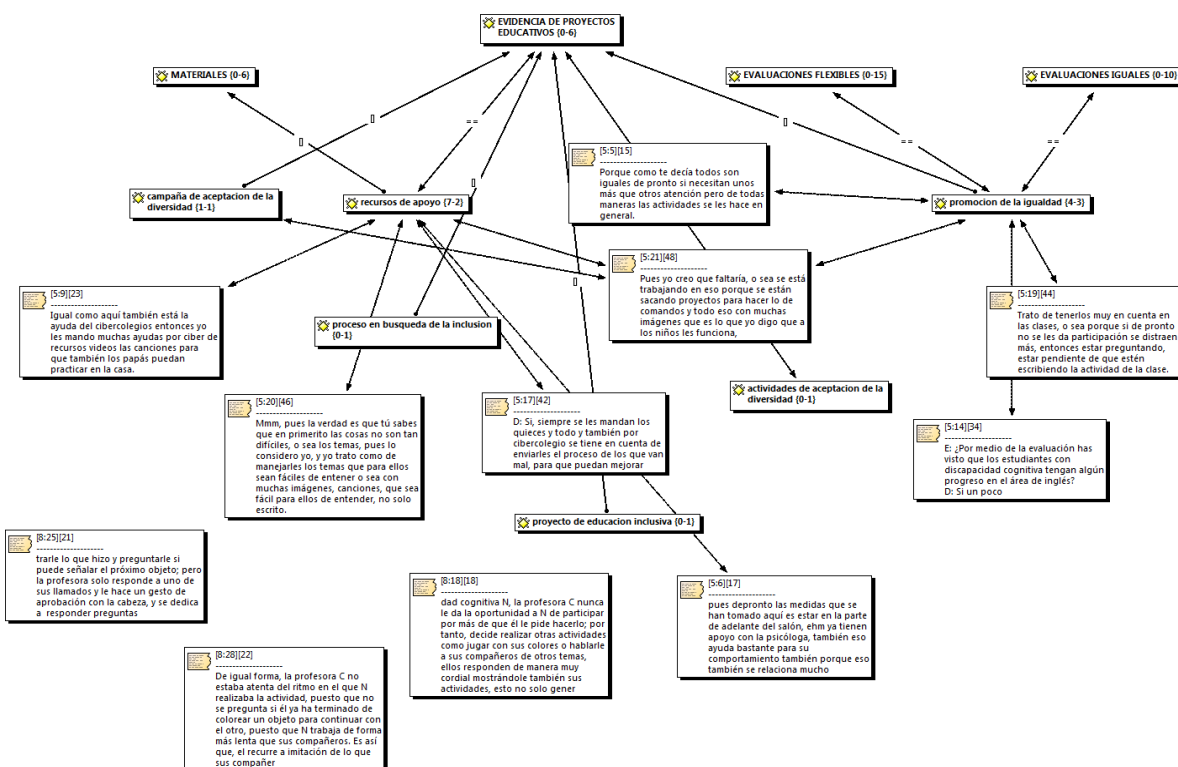 EVIDENCIA DE PROYECTOS
EDUCATIVOS {0-6}
MATERIALES {0-6}
EVALUACIONES FLEXIBLES {0-15}
EVALUACIONES IGUALES {0-10}
[]
[]
==
[]
[]
==
==
[5:5][15]
--------------------
Porque como te decía todos son
iguales de pronto si necesitan unos
más que otros atención pero de todas
maneras las actividades se les hace en
general.
campaña de aceptacion de la
diversidad {1-1}
recursos de apoyo {7-2}
promocion de la igualdad {4-3}
[5:21][48]
--------------------
Pues yo creo que faltaría, o sea se está
trabajando en eso porque se están
sacando proyectos para hacer lo de
comandos y todo eso con muchas
imágenes que es lo que yo digo que a
los niños les funciona,
[]
[5:9][23]
--------------------
Igual como aquí también está la
ayuda del cibercolegios entonces yo
les mando muchas ayudas por ciber de
recursos videos las canciones para
que también los papás puedan
practicar en la casa.
[5:19][44]
--------------------
Trato de tenerlos muy en cuenta en
las clases, o sea porque si de pronto
no se les da participación se distraen
más, entonces estar preguntando,
estar pendiente de que estén
escribiendo la actividad de la clase.
proceso en busqueda de la inclusion
{0-1}
actividades de aceptacion de la
diversidad {0-1}
[5:20][46]
--------------------
Mmm, pues la verdad es que tú sabes
que en primerito las cosas no son tan
difíciles, o sea los temas, pues lo
considero yo, y yo trato como de
manejarles los temas que para ellos
sean fáciles de entener o sea con
muchas imágenes, canciones, que sea
fácil para ellos de entender, no solo
escrito.
[5:17][42]
--------------------
D: Si, siempre se les mandan los
quieces y todo y también por
cibercolegio se tiene en cuenta de
enviarles el proceso de los que van
mal, para que puedan mejorar
[5:14][34]
--------------------
E: ¿Por medio de la evaluación has
visto que los estudiantes con
discapacidad cognitiva tengan algún
progreso en el área de inglés?
D: Si un poco
proyecto de educacion inclusiva {0-1}
[8:25][21]
--------------------
trarle lo que hizo y preguntarle si
puede señalar el próximo objeto; pero
la profesora solo responde a uno de
sus llamados y le hace un gesto de
aprobación con la cabeza, y se dedica
a responder preguntas
[8:18][18]
--------------------
dad cognitiva N, la profesora C nunca
le da la oportunidad a N de participar
por más de que él le pide hacerlo; por
tanto, decide realizar otras actividades
como jugar con sus colores o hablarle
a sus compañeros de otros temas,
ellos responden de manera muy
cordial mostrándole también sus
actividades, esto no solo gener
[5:6][17]
--------------------
pues depronto las medidas que se
han tomado aquí es estar en la parte
de adelante del salón, ehm ya tienen
apoyo con la psicóloga, también eso
ayuda bastante para su
comportamiento también porque eso
también se relaciona mucho
[8:28][22]
--------------------
De igual forma, la profesora C no
estaba atenta del ritmo en el que N
realizaba la actividad, puesto que no
se pregunta si él ya ha terminado de
colorear un objeto para continuar con
el otro, puesto que N trabaja de forma
más lenta que sus compañeros. Es así
que, el recurre a imitación de lo que
sus compañer